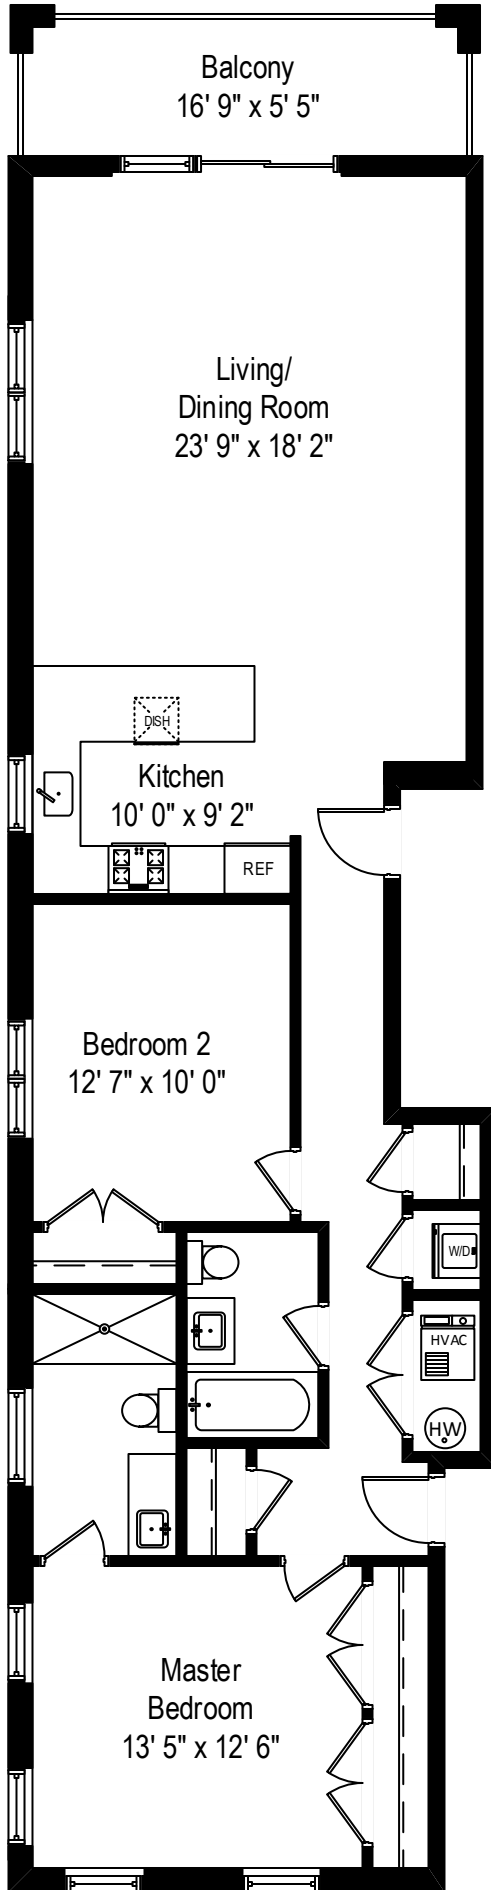 Balcony
16' 9" x 5' 5"
Living/
Dining Room
23' 9" x 18' 2"
DISH
Kitchen
10' 0" x 9' 2"
REF
Bedroom 2
12' 7" x 10' 0"
W/D
HVAC
HW
Master
Bedroom
13' 5" x 12' 6"